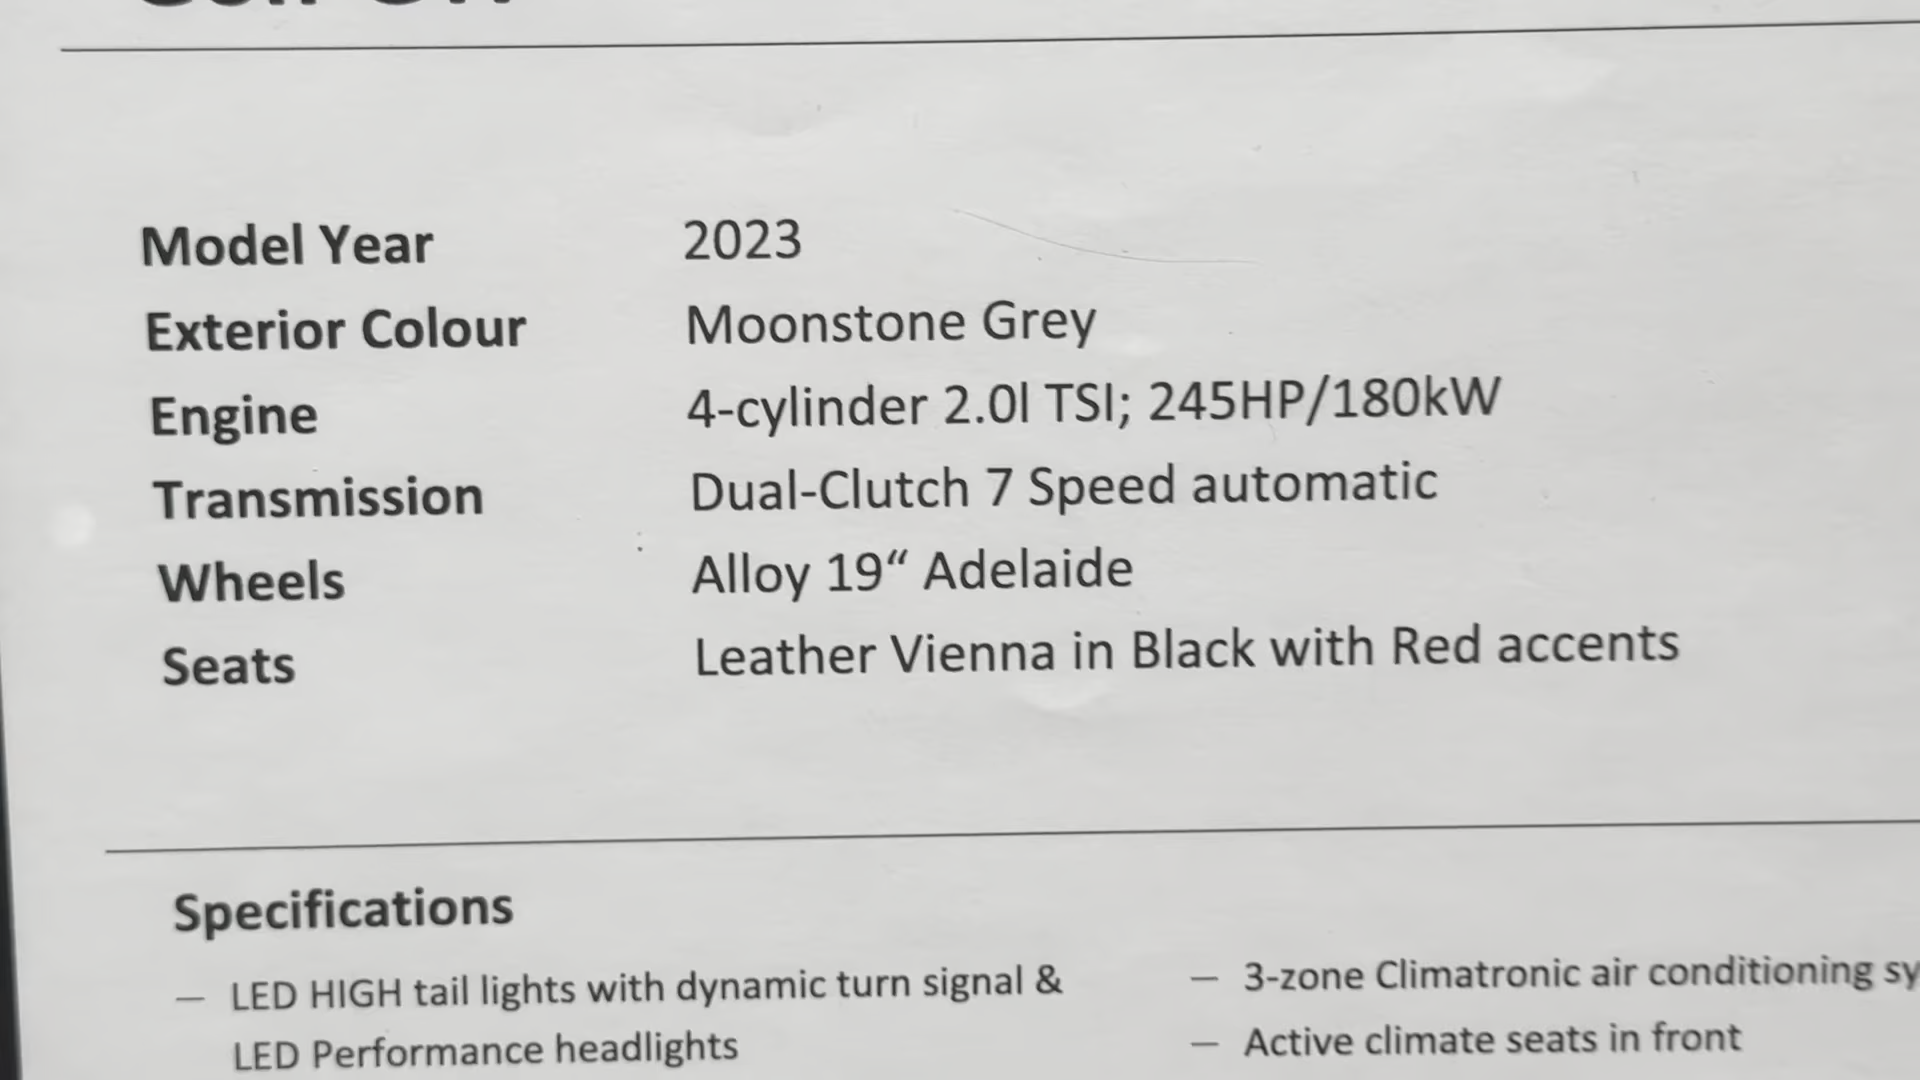 Model Year 2023
Exterior Colour Moonstone Grey
Engine 4-cylinder 2.0l TSI; 245HP/180kW
Transmission Dual-Clutch 7 Speed automatic
Wheels Alloy 19“ Adelaide
Seats Leather Vienna in Black with Red accents
Specifications
— LED HIGH tail lights with dynamic turn signal &
LED Performance headlights
— 3-zone Climatronic air conditioning sy
— Active climate seats in front